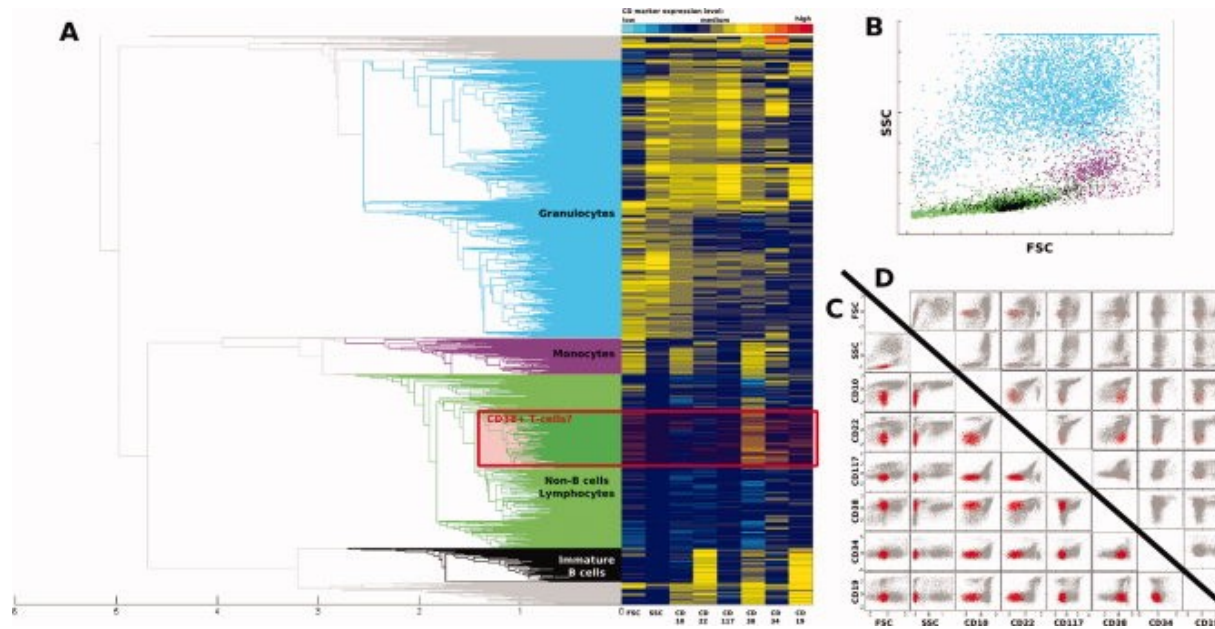 A
CD marker expression level:
low medium high
Granulocytes
Monocytes
CD38+ T-cells?
Non-B cells
Lymphocytes
Immature
B cells
6 5 4 3 2 1 0
FSC SSC CD 10 CD 22 CD 117 CD 38 CD 34 CD 19
B
SSC
FSC
C
D
FSC
SSC
CD10
CD22
CD117
CD38
CD34
CD19
FSC SSC CD10 CD22 CD117 CD38 CD34